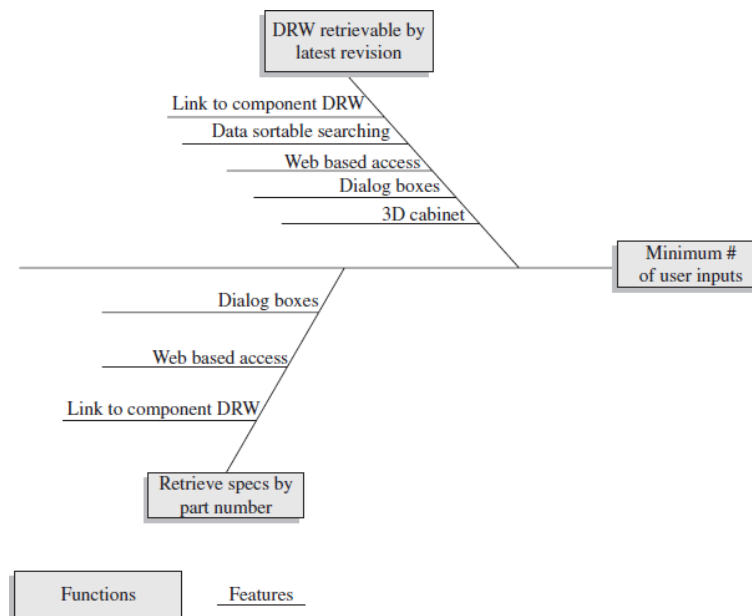 DRW retrievable by
latest revision
Link to component DRW
Data sortable searching
Web based access
Dialog boxes
3D cabinet
Minimum #
of user inputs
Dialog boxes
Web based access
Link to component DRW
Retrieve specs by
part number
Functions
Features